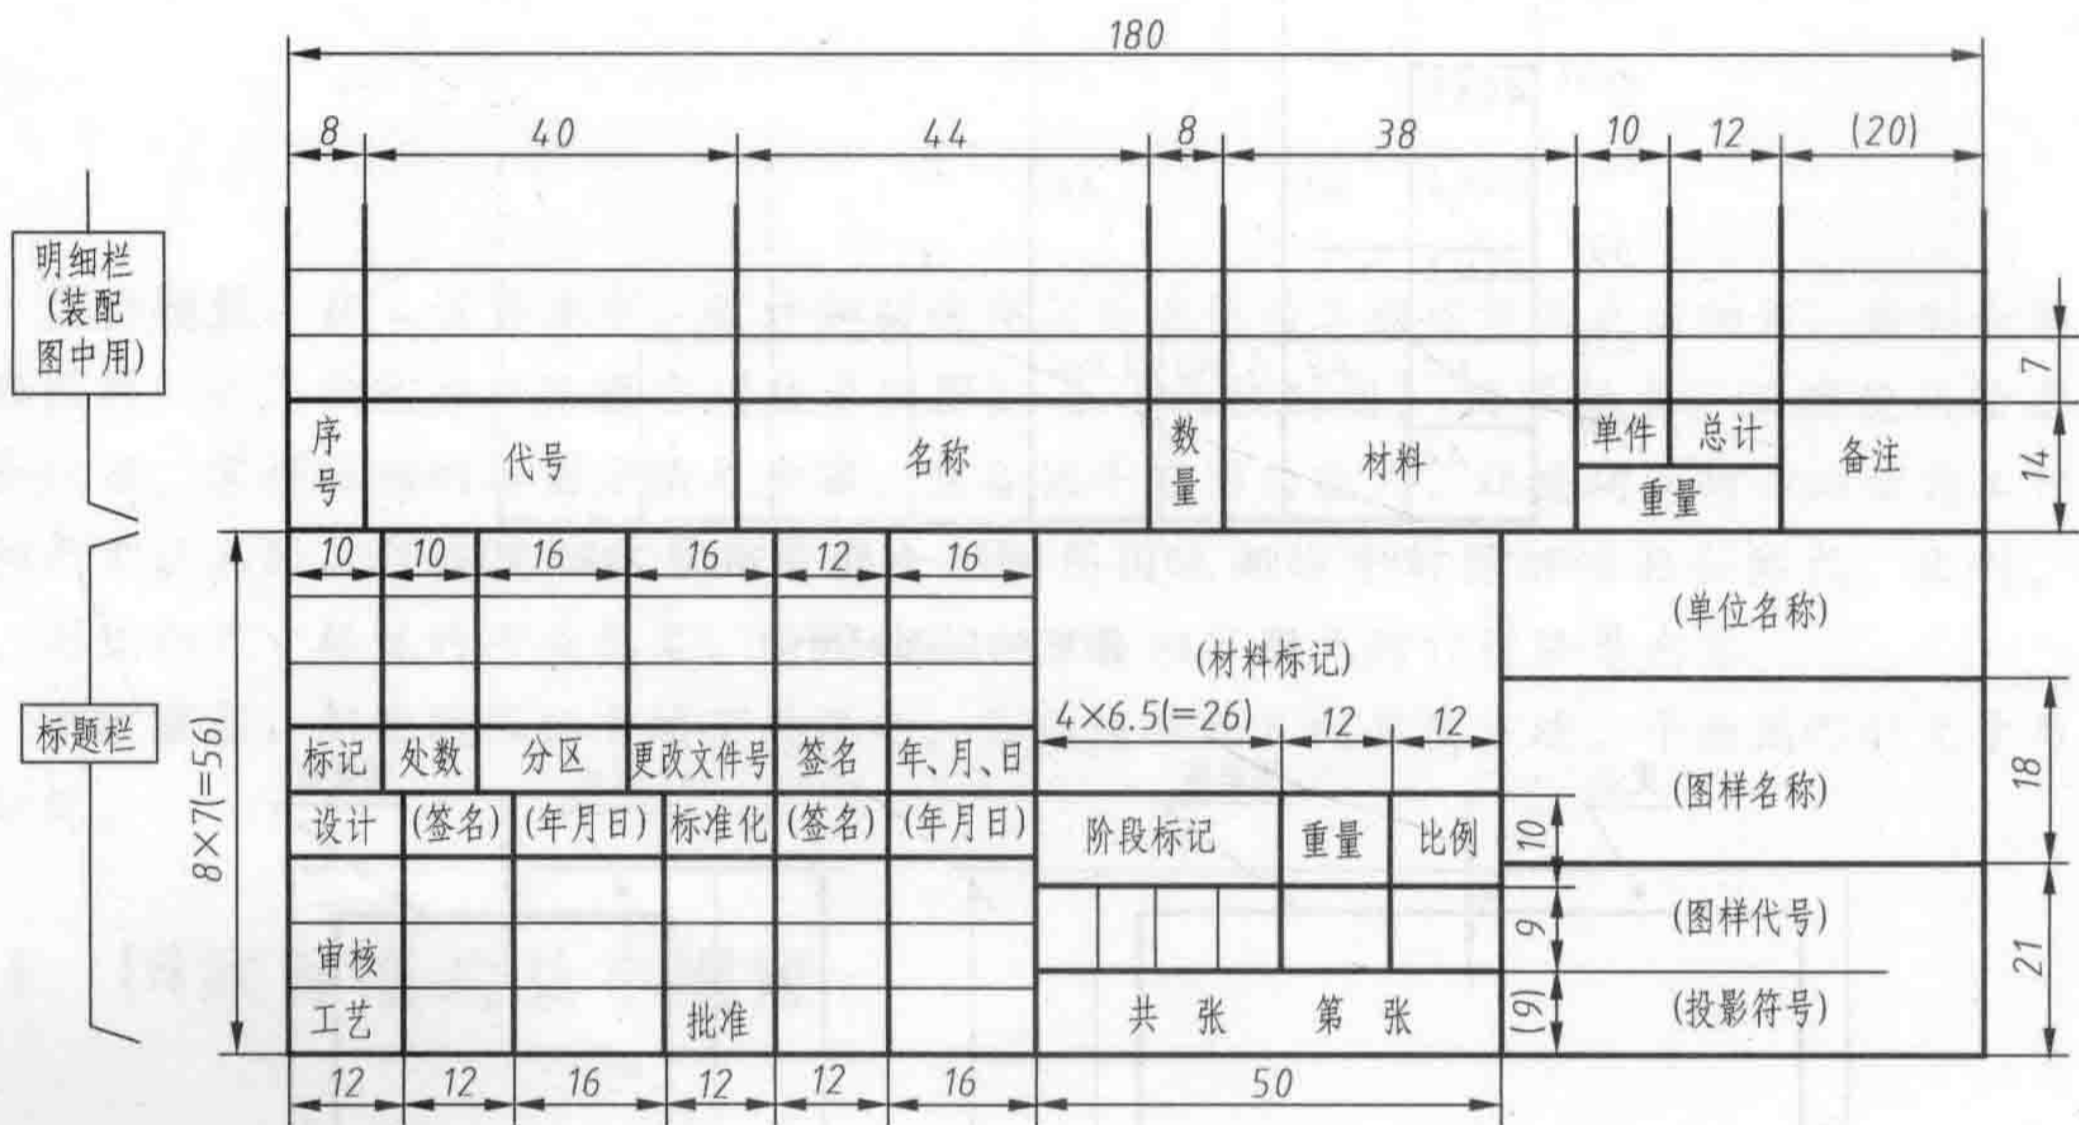 180
8 40 44 8 38 10 12 (20)
明细栏
(装配
图中用)
7
序号 代号 名称 数量 材料 单件 总计 备注
重量
14
10 10 16 16 12 16
(单位名称)
(材料标记)
4×6.5(=26) 12 12
标题栏
8×7(=56)
标记 处数 分区 更改文件号 签名 年、月、日
(图样名称)
18
设计 (签名) (年月日) 标准化 (签名) (年月日) 阶段标记 重量 比例
10
审核
9
(图样代号)
21
工艺 批准 共 张 第 张
(9)
(投影符号)
12 12 16 12 12 16 50